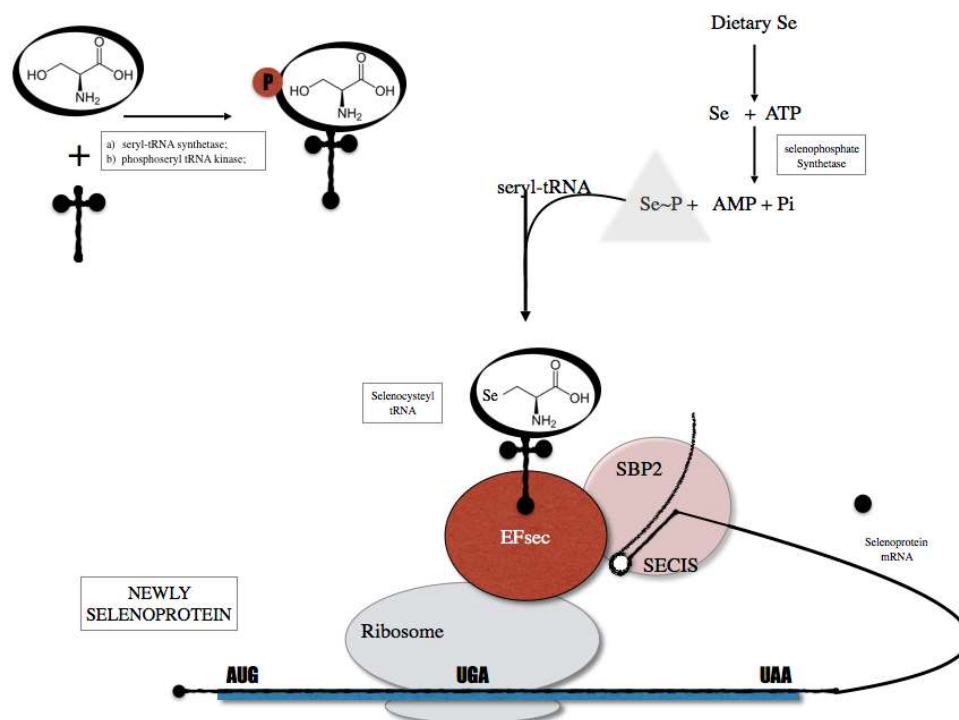 O
HO
OH
NH2
P
O
HO
OH
NH2
+
a) seryl-tRNA synthetase;
b) phosphoseryl tRNA kinase;
Dietary Se
Se + ATP
selenophosphate
Synthetase
seryl-tRNA
Se~P + AMP + Pi
Selenocysteyl
tRNA
O
Se
OH
NH2
SBP2
EFsec
SECIS
Selenoprotein
mRNA
NEWLY
SELENOPROTEIN
Ribosome
AUG UGA UAA